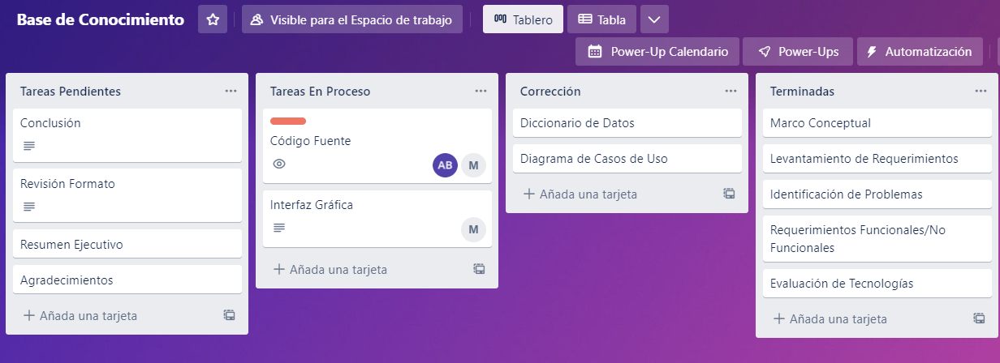 Base de Conocimiento
Visible para el Espacio de trabajo
Tablero
Tabla
Power-Up Calendario
Power-Ups
Automatización
Tareas Pendientes
Conclusión
Revisión Formato
Resumen Ejecutivo
Agradecimientos
Añada una tarjeta
Tareas En Proceso
Código Fuente
AB
M
Interfaz Gráfica
M
Añada una tarjeta
Corrección
Diccionario de Datos
Diagrama de Casos de Uso
Añada una tarjeta
Terminadas
Marco Conceptual
Levantamiento de Requerimientos
Identificación de Problemas
Requerimientos Funcionales/No
Funcionales
Evaluación de Tecnologías
Añada una tarjeta